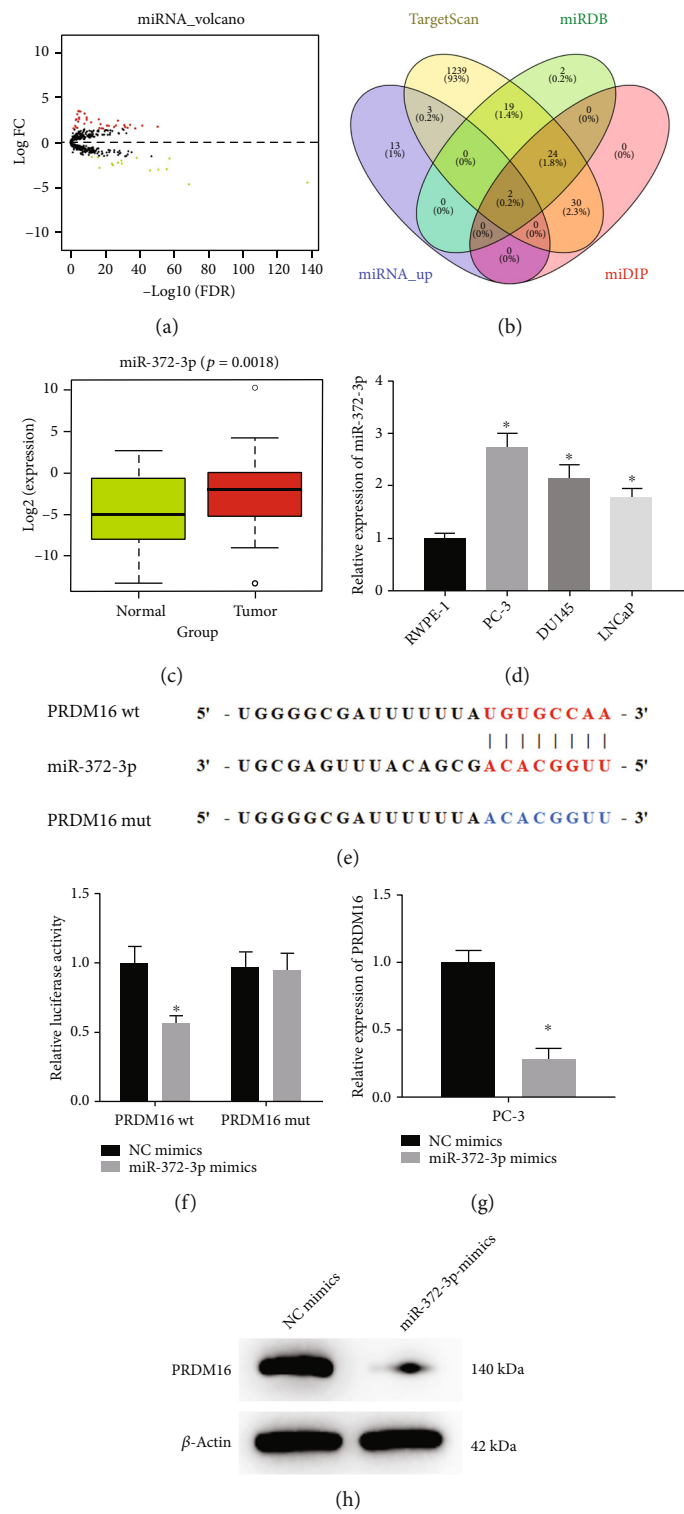 miRNA_volcano
10
5
0
−5
−10
Log FC
0 20 40 60 80 100 120 140
−Log10 (FDR)
(a)
TargetScan miRDB
1239
(93%)
2
(0.2%)
3
(0.2%)
19
(1.4%)
0
(0%)
13
(1%)
0
(0%)
24
(1.8%)
0
(0%)
0
(0%)
2
(0.2%)
30
(2.3%)
0
(0%)
0
(0%)
0
(0%)
miRNA_up miDIP
(b)
miR-372-3p (p = 0.0018)
10
5
0
−5
−10
Log2 (expression)
Normal Tumor
Group
(c)
4
3
2
1
0
Relative expression of miR-372-3p
* * *
RWPE-1 PC-3 DU145 LNCaP
(d)
PRDM16 wt 5' - UGGGGCGAUUUUUUAUGUGCCAA - 3'
miR-372-3p 3' - UGCGAGUUUACAGCGACACGGUU - 5'
PRDM16 mut 5' - UGGGGCGAUUUUUUAACACGGUU - 3'
(e)
1.5
1.0
0.5
0.0
Relative luciferase activity
*
PRDM16 wt PRDM16 mut
NC mimics
miR-372-3p mimics
(f)
1.5
1.0
0.5
0.0
Relative expression of PRDM16
*
PC-3
NC mimics
miR-372-3p mimics
(g)
NC mimics miR-372-3p-mimics
PRDM16 140 kDa
β-Actin 42 kDa
(h)